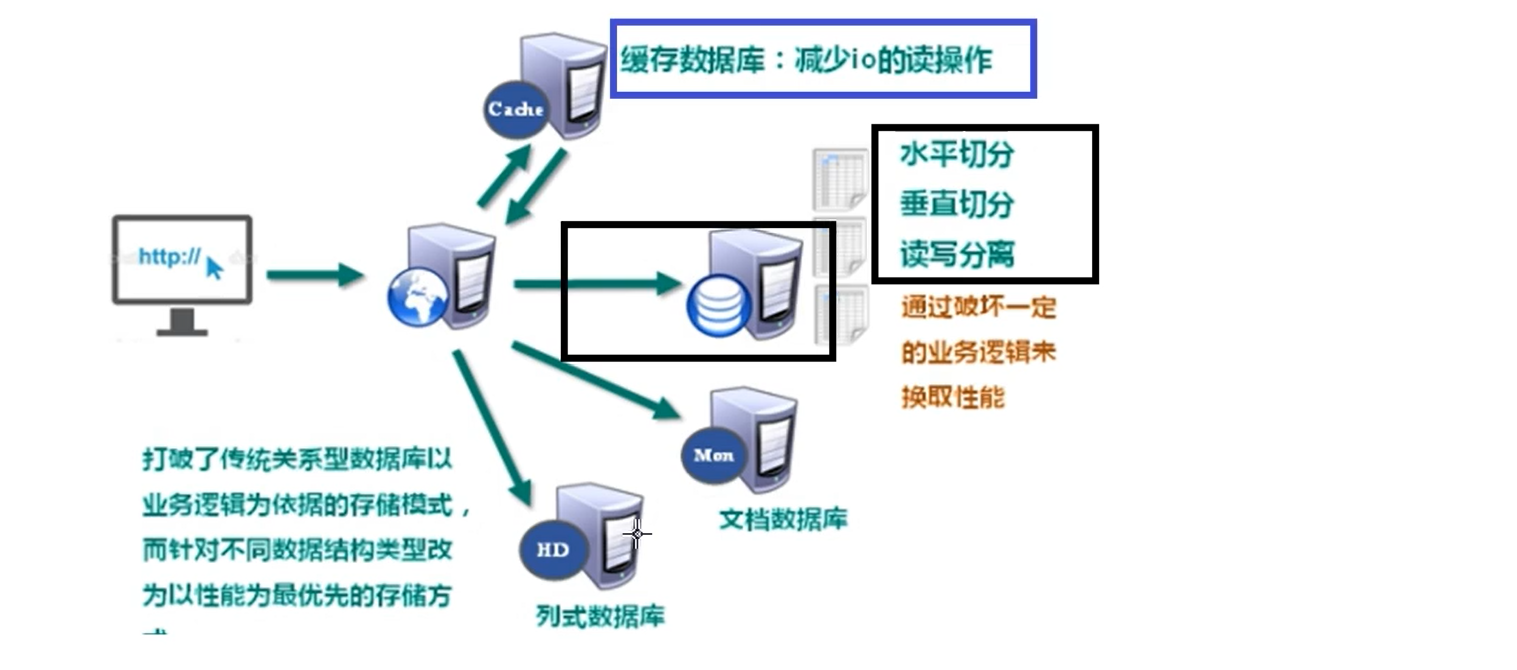 缓存数据库：减少io的读操作
Cache
水平切分
垂直切分
读写分离
http://
通过破坏一定
的业务逻辑来
换取性能
Mon
文档数据库
打破了传统关系型数据库以
业务逻辑为依据的存储模式，
而针对不同数据结构类型改
为以性能为最优先的存储方
HD
列式数据库